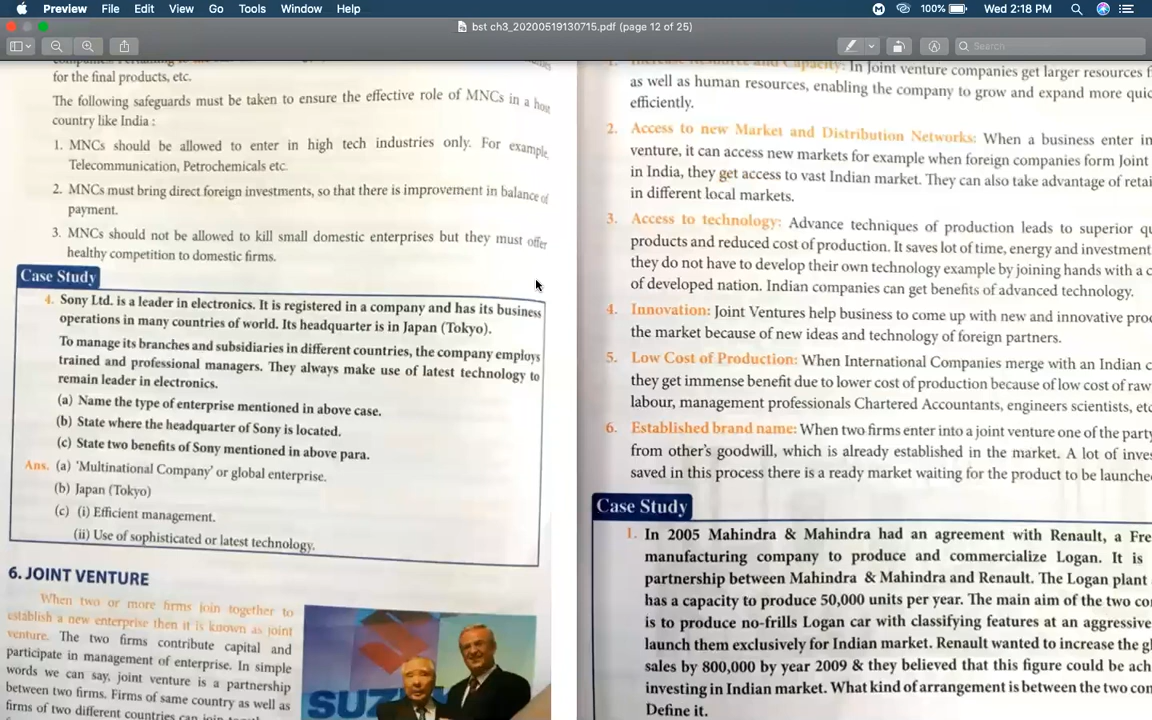 Preview File Edit View Go Tools Window Help 100% Wed 2:18 PM
bst ch3_20200519130715.pdf (page 12 of 25)
Search
for the final products, etc.
The following safeguards must be taken to ensure the effective role of MNCs in a host
country like India :
1. MNCs should be allowed to enter in high tech industries only. For example,
Telecommunication, Petrochemicals etc.
2. MNCs must bring direct foreign investments, so that there is improvement in balance of
payment.
3. MNCs should not be allowed to kill small domestic enterprises but they must offer
healthy competition to domestic firms.
Case Study
4. Sony Ltd. is a leader in electronics. It is registered in a company and has its business
operations in many countries of world. Its headquarter is in Japan (Tokyo).
To manage its branches and subsidiaries in different countries, the company employs
trained and professional managers. They always make use of latest technology to
remain leader in electronics.
(a) Name the type of enterprise mentioned in above case.
(b) State where the headquarter of Sony is located.
(c) State two benefits of Sony mentioned in above para.
Ans. (a) 'Multinational Company' or global enterprise.
(b) Japan (Tokyo)
(c) (i) Efficient management.
(ii) Use of sophisticated or latest technology.
6. JOINT VENTURE
When two or more firms join together to
establish a new enterprise then it is known as joint
venture. The two firms contribute capital and
participate in management of enterprise. In simple
words we can say, joint venture is a partnership
between two firms. Firms of same country as well as
firms of two different countries can join
SUZ
and Capacity: In Joint venture companies get larger resources f
as well as human resources, enabling the company to grow and expand more quic
efficiently.
2. Access to new Market and Distribution Networks: When a business enter in
venture, it can access new markets for example when foreign companies form Joint
in India, they get access to vast Indian market. They can also take advantage of retai
in different local markets.
3. Access to technology: Advance techniques of production leads to superior qu
products and reduced cost of production. It saves lot of time, energy and investment
they do not have to develop their own technology example by joining hands with a c
of developed nation. Indian companies can get benefits of advanced technology.
4. Innovation: Joint Ventures help business to come up with new and innovative pro
the market because of new ideas and technology of foreign partners.
5. Low Cost of Production: When International Companies merge with an Indian c
they get immense benefit due to lower cost of production because of low cost of raw
labour, management professionals Chartered Accountants, engineers scientists, etc
6. Established brand name: When two firms enter into a joint venture one of the party
from other's goodwill, which is already established in the market. A lot of inves
saved in this process there is a ready market waiting for the product to be launche
Case Study
1. In 2005 Mahindra & Mahindra had an agreement with Renault, a Fre
manufacturing company to produce and commercialize Logan. It is
partnership between Mahindra & Mahindra and Renault. The Logan plant
has a capacity to produce 50,000 units per year. The main aim of the two co
is to produce no-frills Logan car with classifying features at an aggressive
launch them exclusively for Indian market. Renault wanted to increase the gl
sales by 800,000 by year 2009 & they believed that this figure could be ach
investing in Indian market. What kind of arrangement is between the two co
Define it.